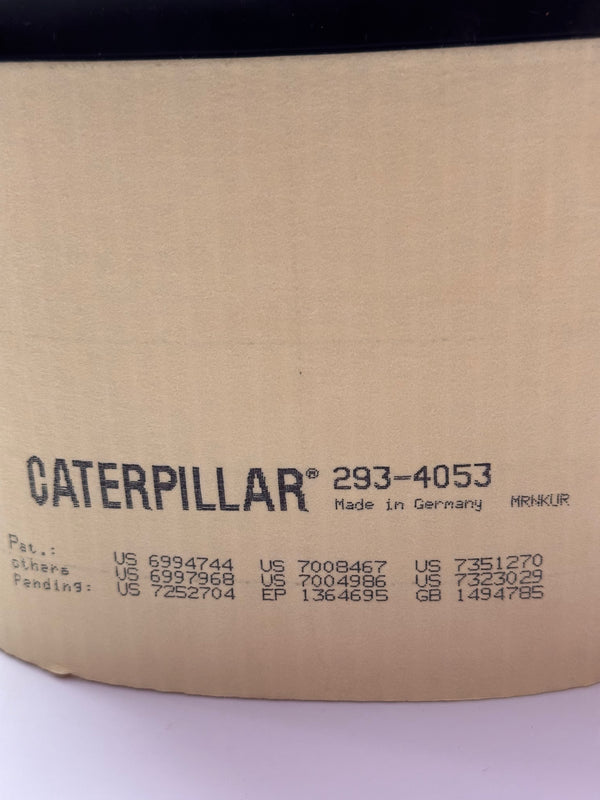 CATERPILLAR® 293-4053
Made in Germany MRNKUR
Pat.: US 6994744 US 7008467 US 7351270
others US 6997968 US 7004986 US 7323029
Pending: US 7252704 EP 1364695 GB 1494785